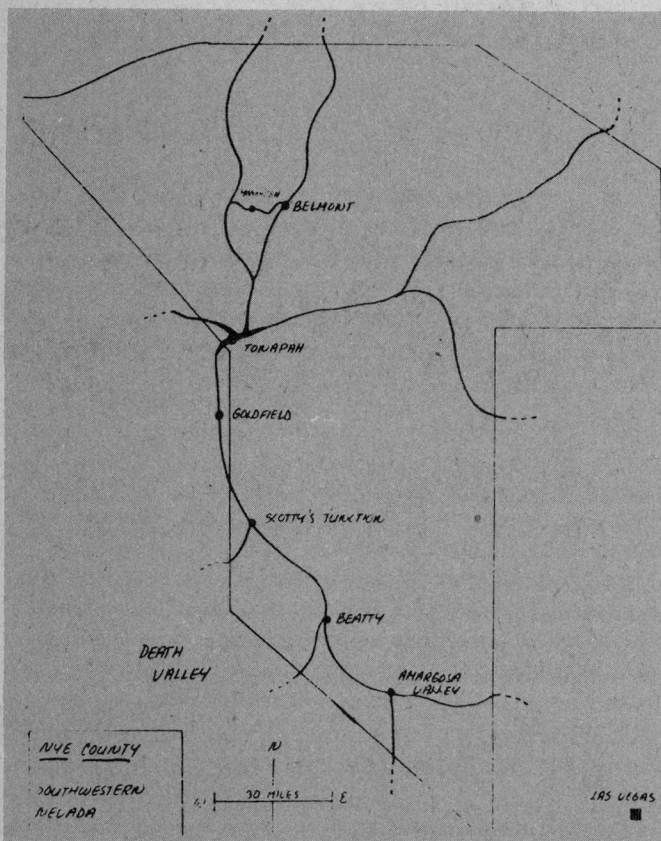 BELMONT
TONAPAH
GOLDFIELD
SCOTTY'S JUNCTION
BEATTY
DEATH
VALLEY
AMARGOSA
VALLEY
NYE COUNTY
SOUTHWESTERN
NEVADA
N
30 MILES
E
LAS VEGAS